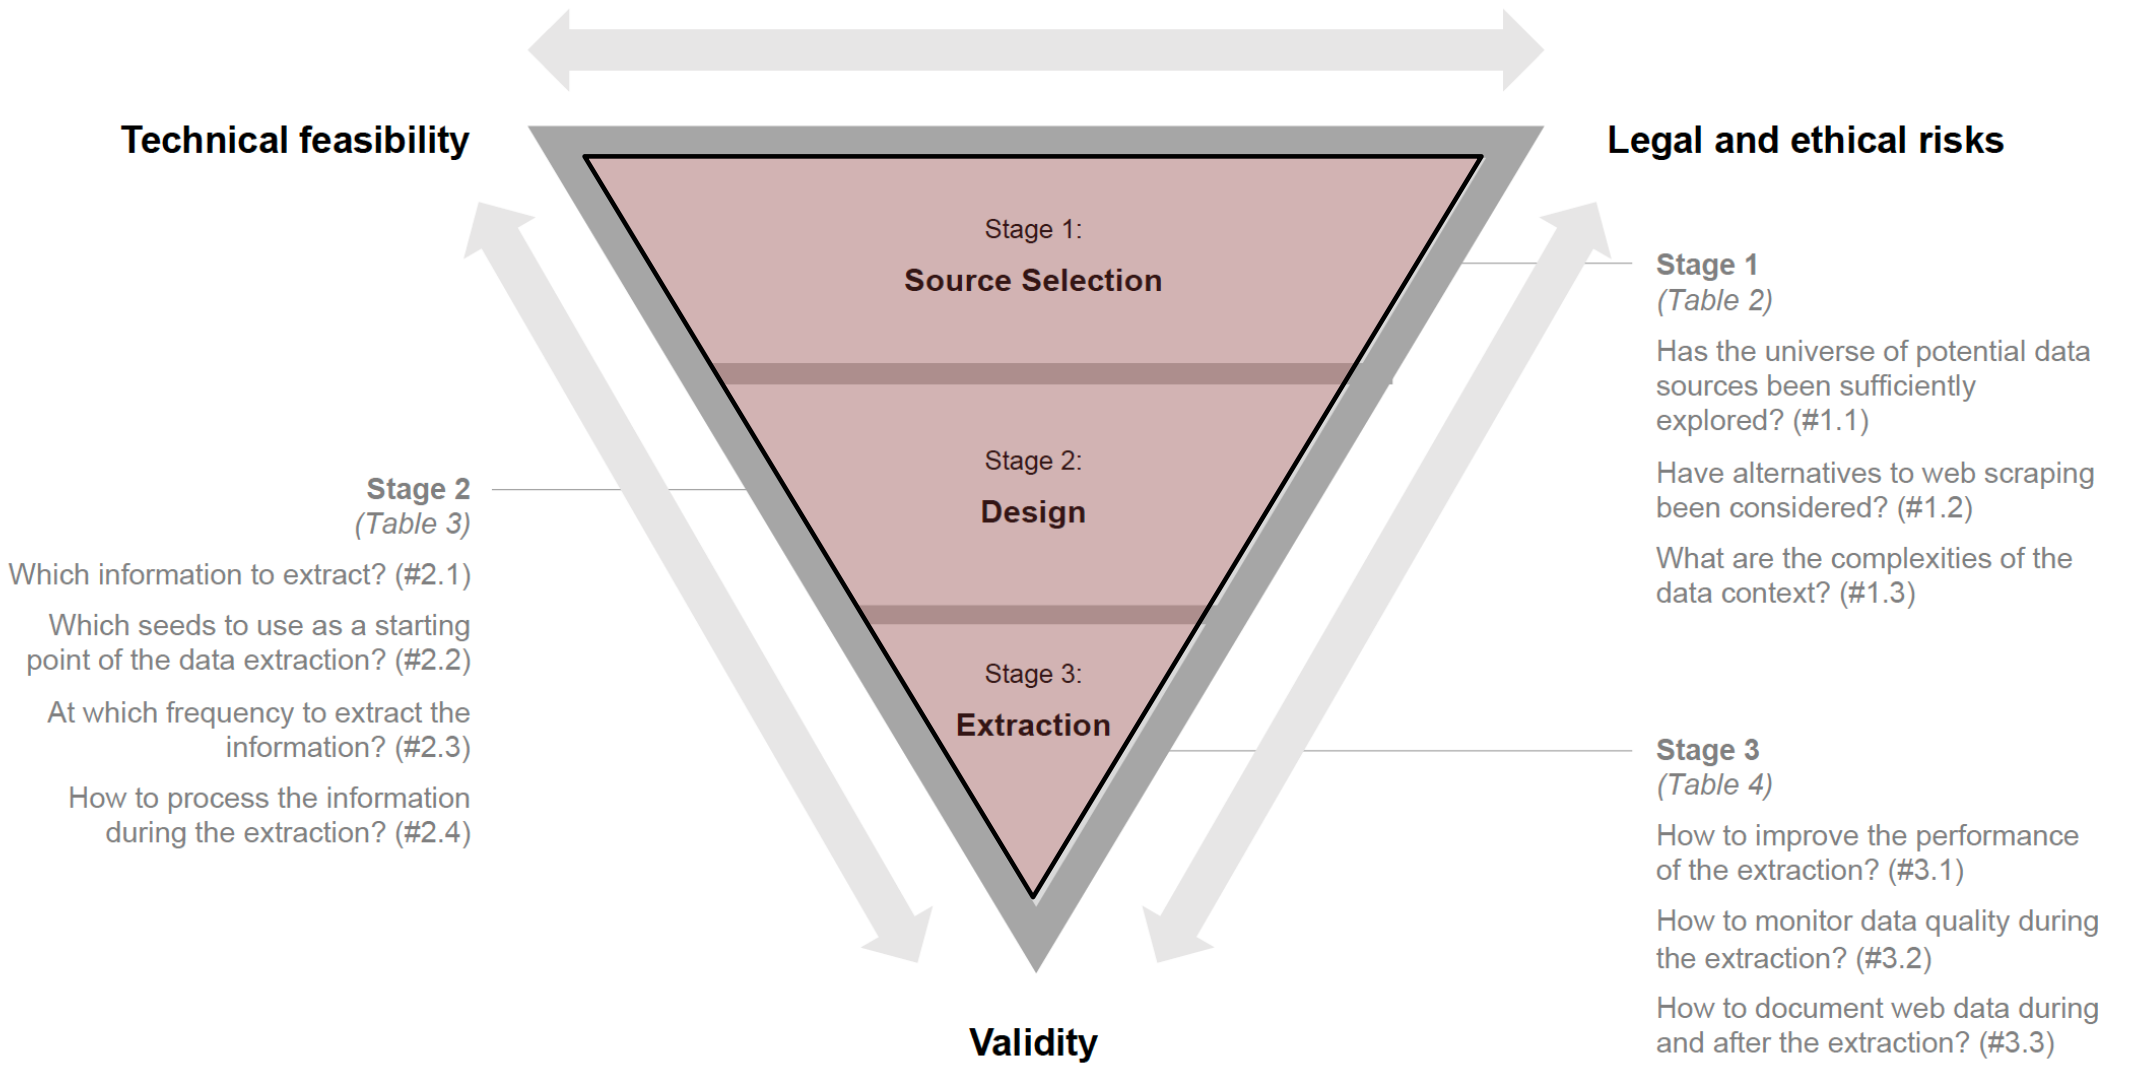 Technical feasibility
Legal and ethical risks
Stage 1:
Source Selection
Stage 2:
Design
Stage 3:
Extraction
Validity
Stage 1
(Table 2)
Has the universe of potential data
sources been sufficiently
explored? (#1.1)
Have alternatives to web scraping
been considered? (#1.2)
What are the complexities of the
data context? (#1.3)
Stage 2
(Table 3)
Which information to extract? (#2.1)
Which seeds to use as a starting
point of the data extraction? (#2.2)
At which frequency to extract the
information? (#2.3)
How to process the information
during the extraction? (#2.4)
Stage 3
(Table 4)
How to improve the performance
of the extraction? (#3.1)
How to monitor data quality during
the extraction? (#3.2)
How to document web data during
and after the extraction? (#3.3)